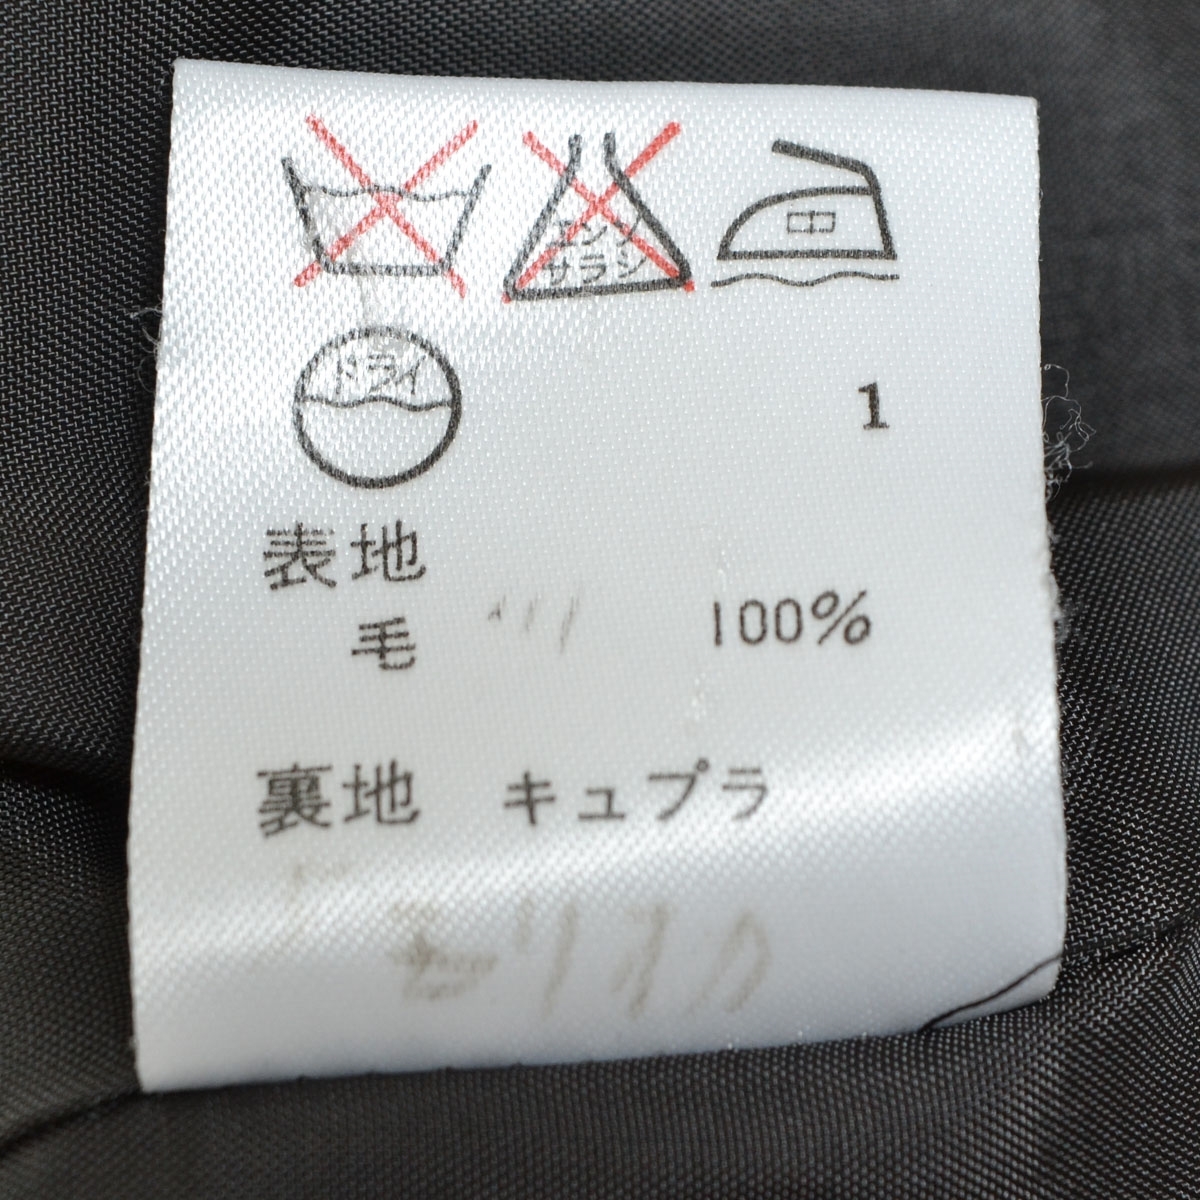 エンソ
サラシ
中
ドライ
1
表地
毛 100%
裏地 キュプラ